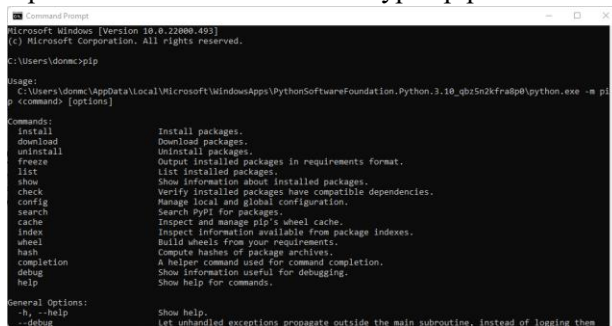 Command Prompt
Microsoft Windows [Version 10.0.22000.493]
(c) Microsoft Corporation. All rights reserved.
C:\Users\donmc>pip
Usage:
C:\Users\donmc\AppData\Local\Microsoft\WindowsApps\PythonSoftwareFoundation.Python.3.10_qbz5n2kfra8p0\python.exe -m pi
p <command> [options]
Commands:
install Install packages.
download Download packages.
uninstall Uninstall packages.
freeze Output installed packages in requirements format.
list List installed packages.
show Show information about installed packages.
check Verify installed packages have compatible dependencies.
config Manage local and global configuration.
search Search PyPI for packages.
cache Inspect and manage pip's wheel cache.
index Inspect information available from package indexes.
wheel Build wheels from your requirements.
hash Compute hashes of package archives.
completion A helper command used for command completion.
debug Show information useful for debugging.
help Show help for commands.
General Options:
-h, --help Show help.
--debug Let unhandled exceptions propagate outside the main subroutine, instead of logging them